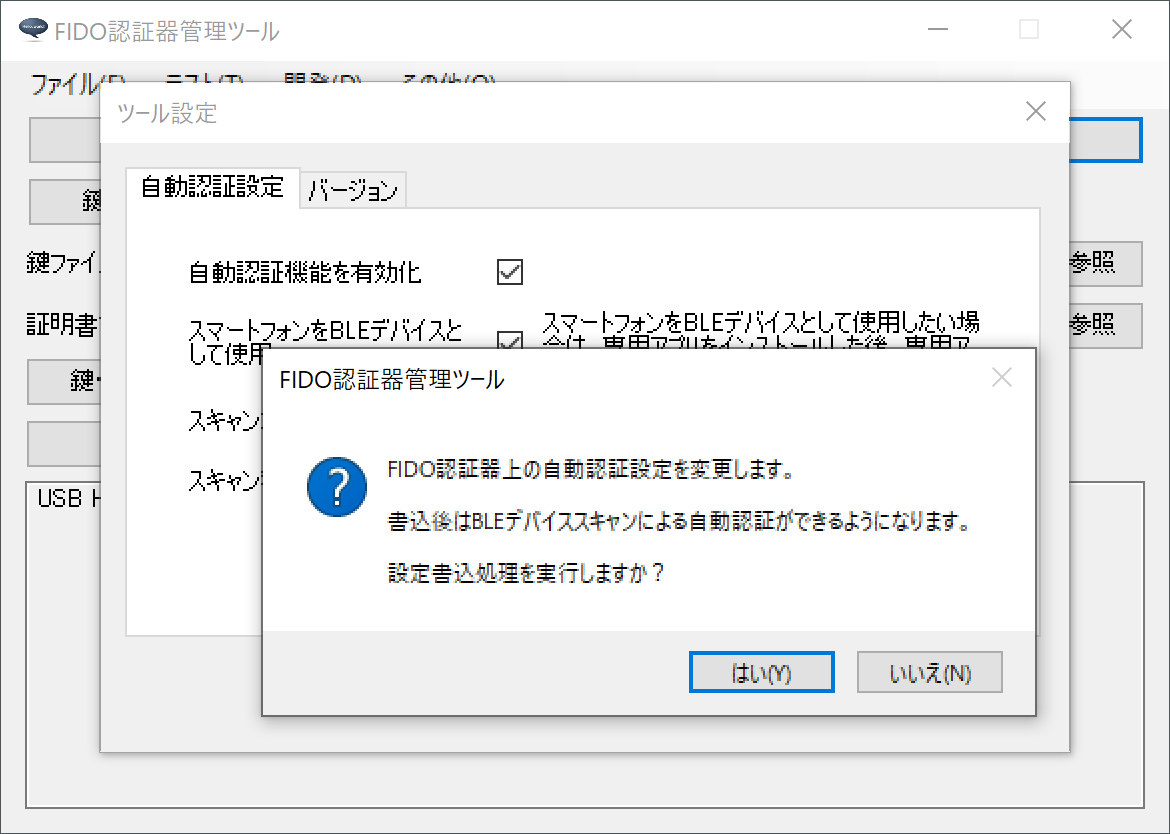 FIDO認証器管理ツール
ファイル(F) テスト(T) 開発(D) その他(O)
ツール設定
自動認証設定 バージョン
鍵
鍵ファイ
参照
自動認証機能を有効化
証明書
参照
スマートフォンをBLEデバイスと
して使用
スマートフォンをBLEデバイスとして使用したい場
合は、専用アプリをインストールした後、専用ア
鍵・
スキャン
スキャン
USB H
FIDO認証器管理ツール
FIDO認証器上の自動認証設定を変更します。
書込後はBLEデバイススキャンによる自動認証ができるようになります。
設定書込処理を実行しますか？
はい(Y) いいえ(N)